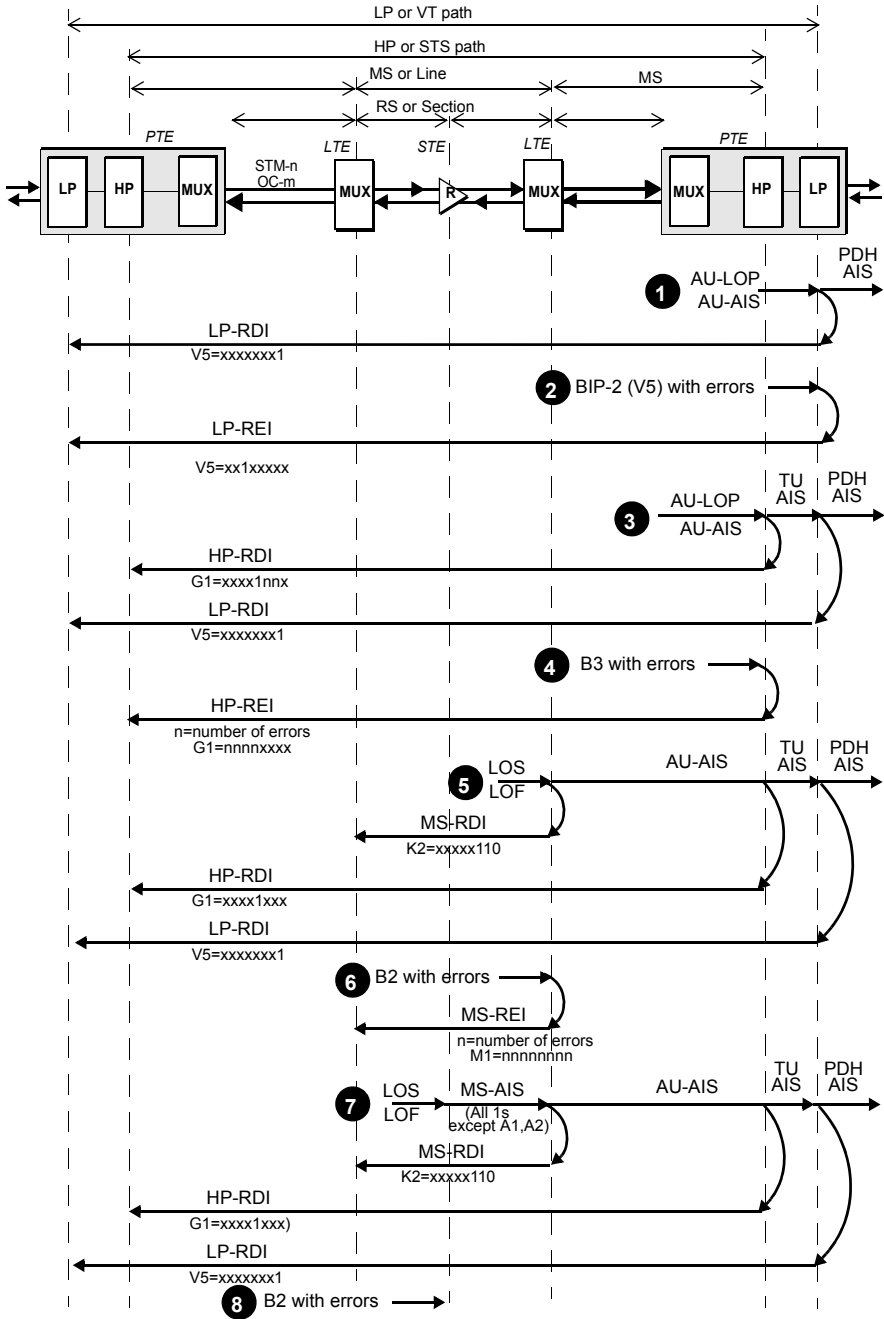 LP or VT path
HP or STS path
MS or Line
MS
RS or Section
PTE
LTE
STE
LTE
PTE
LP
HP
MUX
STM-n
OC-m
MUX
R
MUX
MUX
HP
LP
1
AU-LOP
AU-AIS
PDH
AIS
LP-RDI
V5=xxxxxxx1
2
BIP-2 (V5) with errors
LP-REI
V5=xx1xxxxx
3
AU-LOP
AU-AIS
TU
AIS
PDH
AIS
HP-RDI
G1=xxxx1nnx
LP-RDI
V5=xxxxxxx1
4
B3 with errors
HP-REI
n=number of errors
G1=nnnnxxxx
5
LOS
LOF
AU-AIS
TU
AIS
PDH
AIS
MS-RDI
K2=xxxxx110
HP-RDI
G1=xxxx1xxx
LP-RDI
V5=xxxxxxx1
6
B2 with errors
MS-REI
n=number of errors
M1=nnnnnnnn
7
LOS
LOF
MS-AIS
(All 1s
except A1,A2)
AU-AIS
TU
AIS
PDH
AIS
MS-RDI
K2=xxxxx110
HP-RDI
G1=xxxx1xxx)
LP-RDI
V5=xxxxxxx1
8
B2 with errors